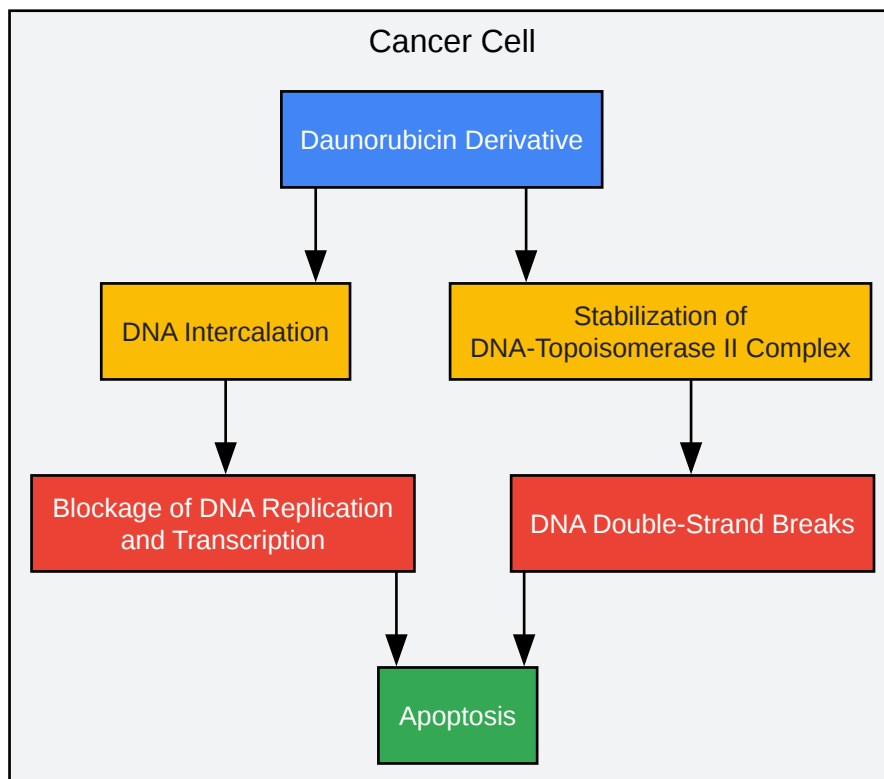 Cancer Cell
Daunorubicin Derivative
DNA Intercalation
Stabilization of
DNA-Topoisomerase II Complex
Blockage of DNA Replication
and Transcription
DNA Double-Strand Breaks
Apoptosis